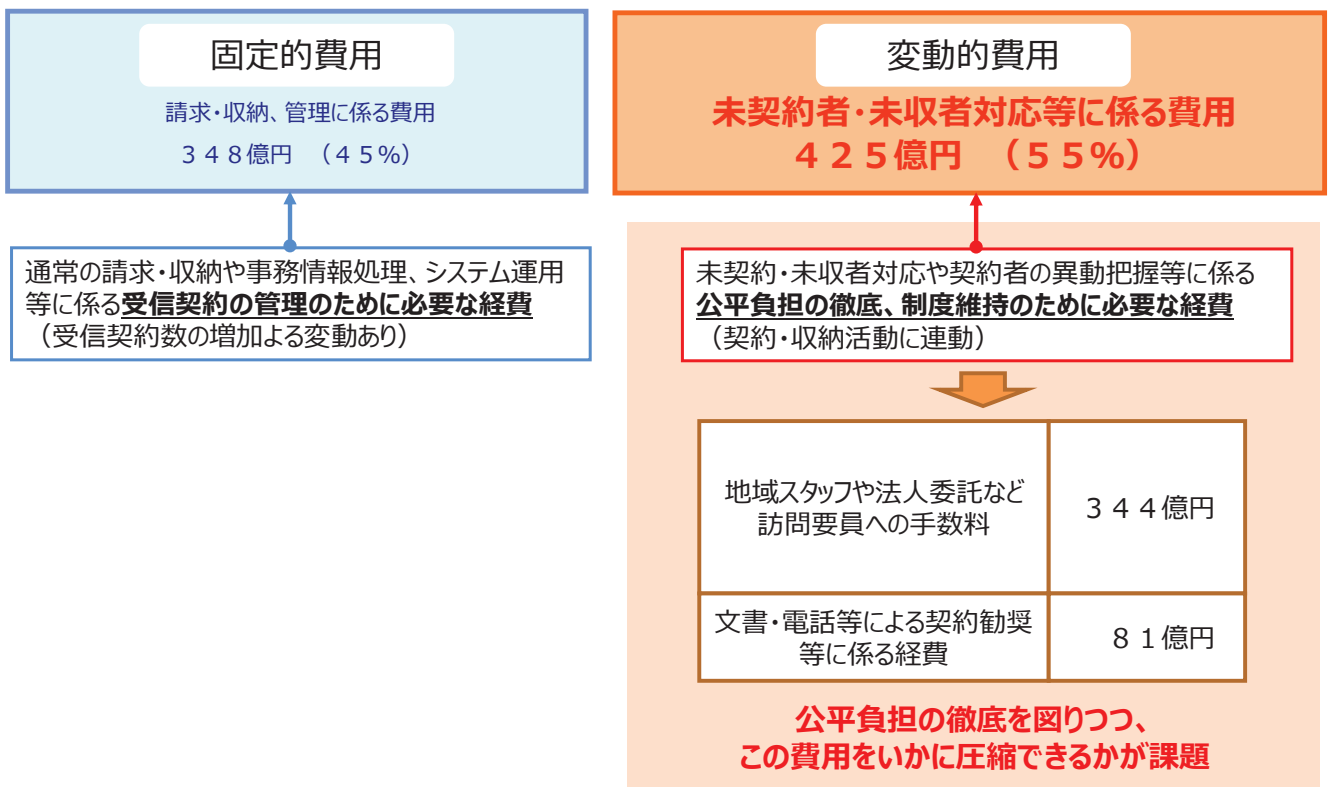 固定的費用
請求・収納、管理に係る費用
３４８億円　（４５％）
通常の請求・収納や事務情報処理、システム運用
等に係る受信契約の管理のために必要な経費
（受信契約数の増加よる変動あり）
変動的費用
未契約者・未収者対応等に係る費用
４２５億円　（５５％）
未契約・未収者対応や契約者の異動把握等に係る
公平負担の徹底、制度維持のために必要な経費
（契約・収納活動に連動）
地域スタッフや法人委託など
訪問要員への手数料
３４４億円
文書・電話等による契約勧奨
等に係る経費
８１億円
公平負担の徹底を図りつつ、
この費用をいかに圧縮できるかが課題